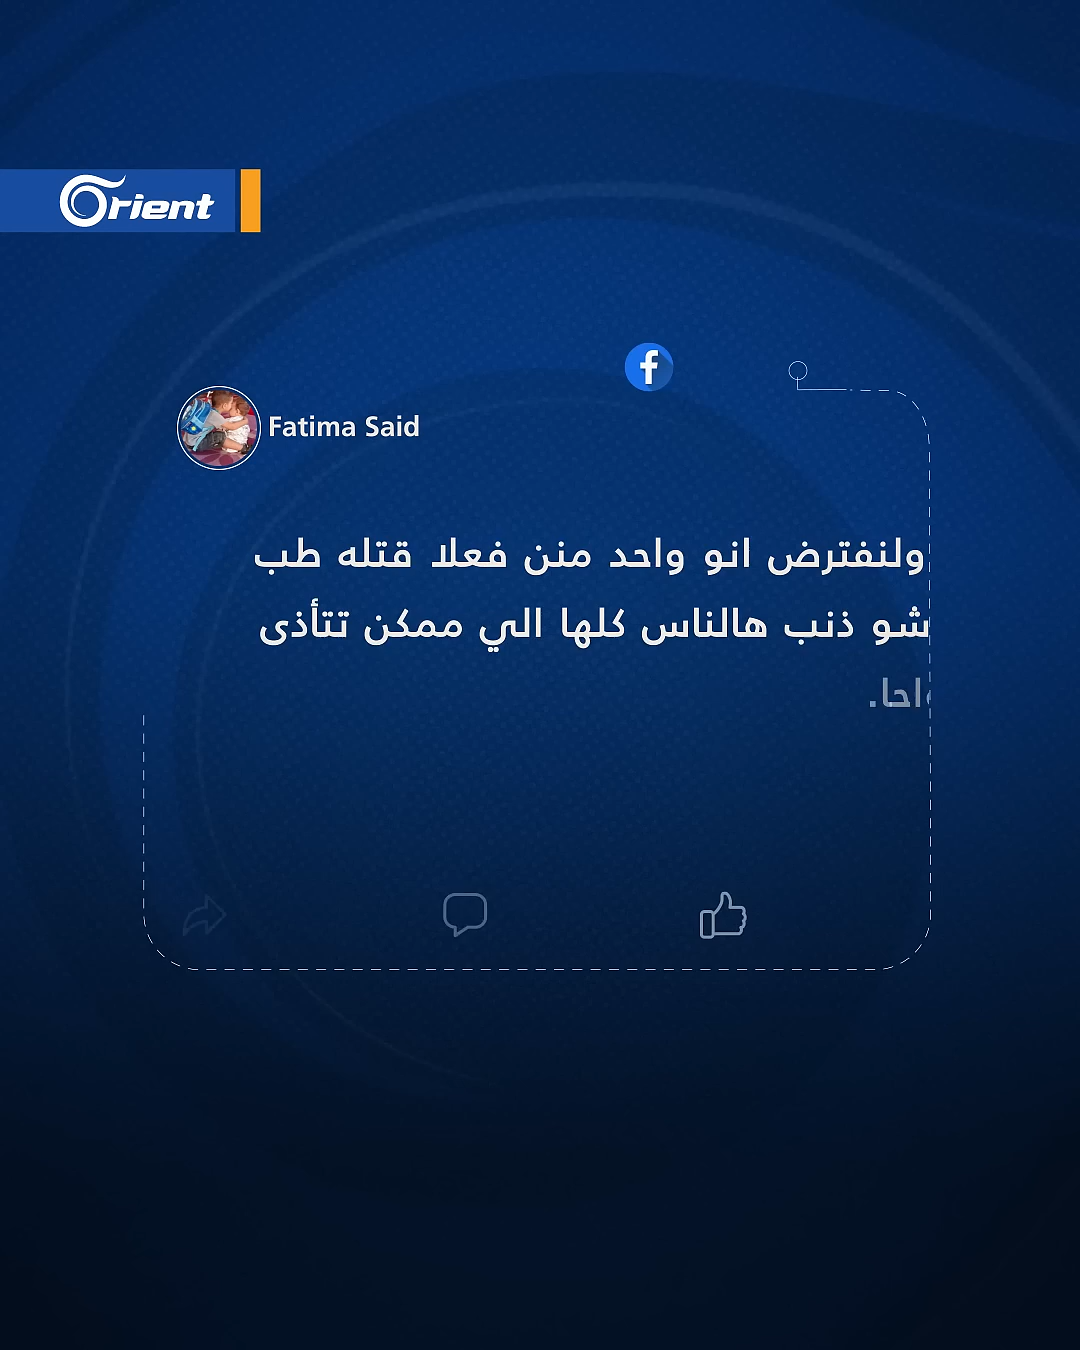 Orient
Fatima Said
ولنفترض انو واحد منن فعلا قتله طب
شو ذنب هالناس كلها الي ممكن تتأذى